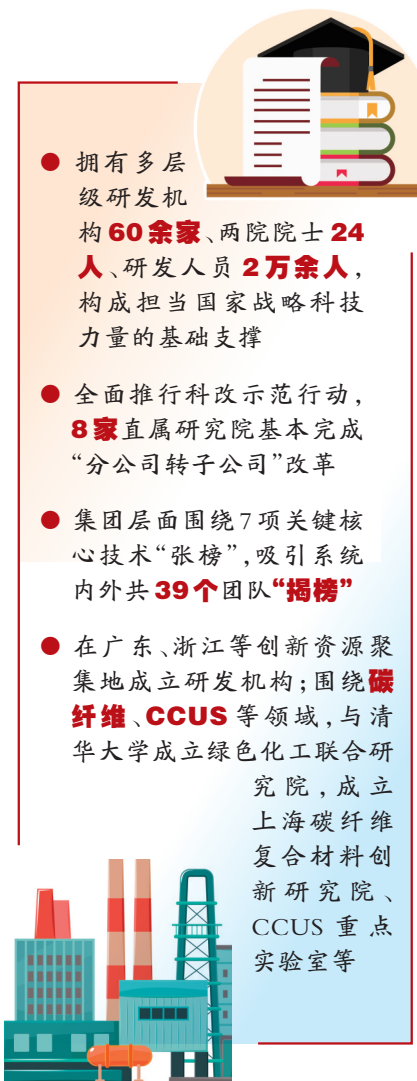 ● 拥有多层
级研发机
构60余家、两院院士24
人、研发人员2万余人，
构成担当国家战略科技
力量的基础支撑
● 全面推行科改示范行动，
8家直属研究院基本完成
“分公司转子公司”改革
● 集团层面围绕7项关键核
心技术“张榜”，吸引系统
内外共39个团队“揭榜”
● 在广东、浙江等创新资源聚
集地成立研发机构；围绕碳
纤维、CCUS等领域，与清
华大学成立绿色化工联合研
究院，成立
上海碳纤维
复合材料创
新研究院、
CCUS重点
实验室等